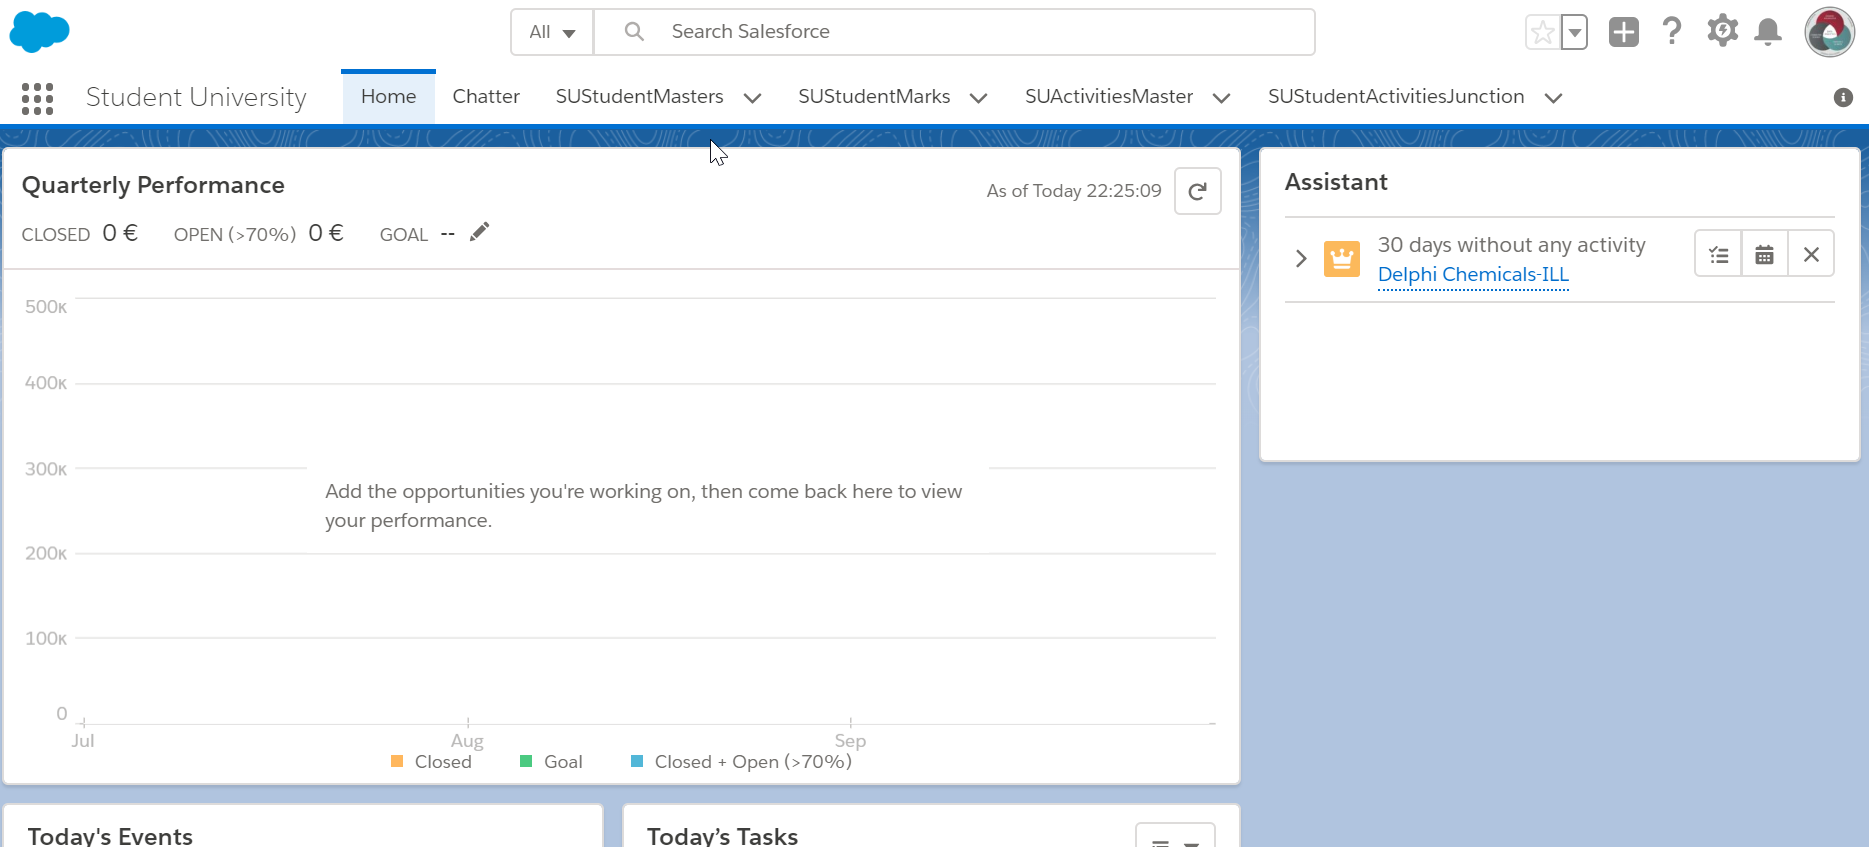 All
Search Salesforce
Student University
Home
Chatter
SUStudentMasters
SUStudentMarks
SUActivitiesMaster
SUStudentActivitiesJunction
Quarterly Performance
As of Today 22:25:09
CLOSED 0 € OPEN (>70%) 0 € GOAL --
500K
400K
300K
Add the opportunities you're working on, then come back here to view
your performance.
200K
100K
0
Jul
Aug
Sep
Closed
Goal
Closed + Open (>70%)
Assistant
30 days without any activity
Delphi Chemicals-ILL
Today's Events
Today’s Tasks